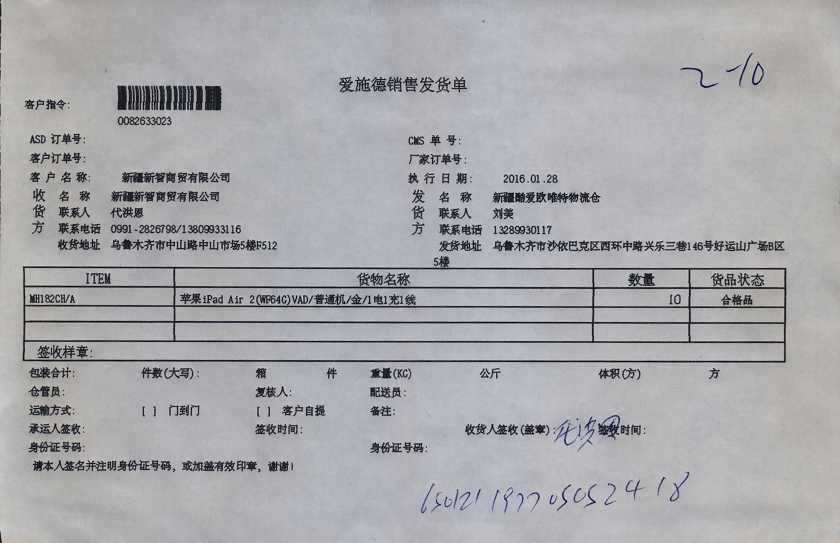 爱施德销售发货单
2-10
客户指令:
0082633023
ASD 订单号:
CMS 单 号:
客户订单号:
厂家订单号:
客 户 名 称: 新疆新智商贸有限公司
执 行 日 期: 2016.01.28
收 名 称 新疆新智商贸有限公司
发 名 称 新疆酷爱欧唯特物流仓
货 联系人 代洪恩
货 联系人 刘美
方 联系电话 0991-2826798/13809933116
方 联系电话 13289930117
收货地址 乌鲁木齐市中山路中山市场5楼F512
发货地址 乌鲁木齐市沙依巴克区西环中路兴乐三巷146号好运山广场B区
5楼
ITEM 货物名称 数量 货品状态
MH182CH/A 苹果iPad Air 2(WF64G)VAD/普通机/金/1电1充1线 10 合格品
签收样章:
包装合计: 件数(大写): 箱 件 重量(KG) 公斤 体积(方) 方
仓管员: 复核人: 配送员:
运输方式: [ ] 门到门 [ ] 客户自提 备注:
承运人签收: 签收时间: 收货人签收(盖章): 签收时间:
身份证号码: 身份证号码:
请本人签名并注明身份证号码, 或加盖有效印章, 谢谢!
650121197705052418